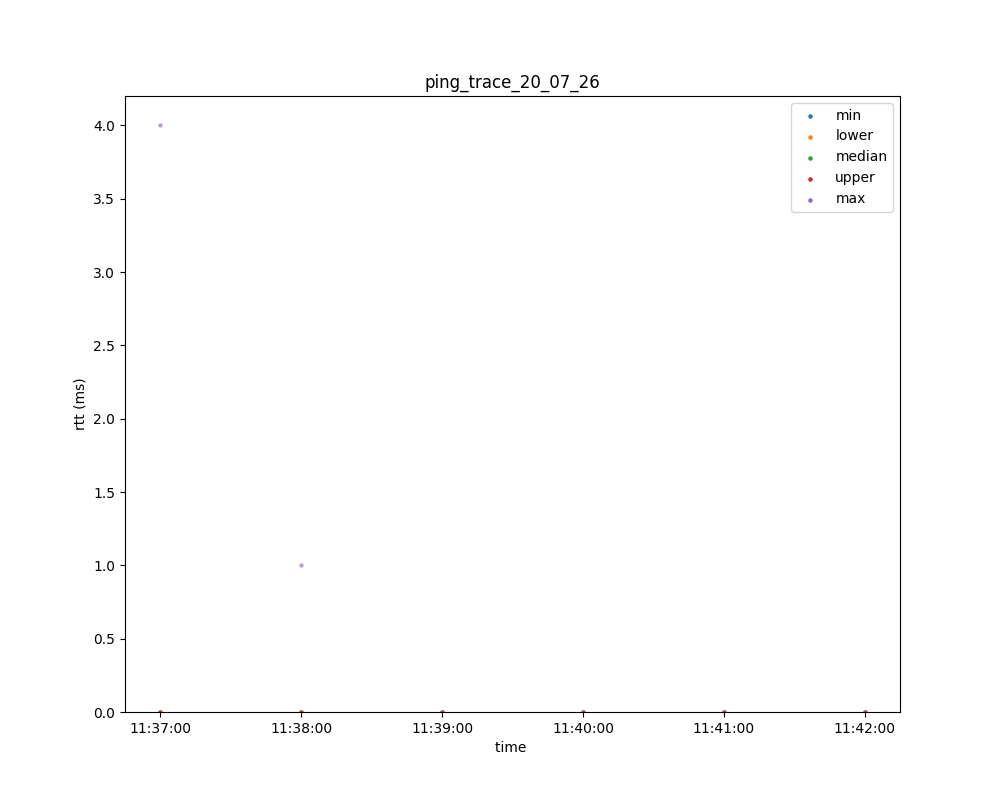 ping_trace_20_07_26
min
lower
median
upper
max
4.0
3.5
3.0
2.5
2.0
1.5
1.0
0.5
0.0
rtt (ms)
11:37:00 11:38:00 11:39:00 11:40:00 11:41:00 11:42:00
time